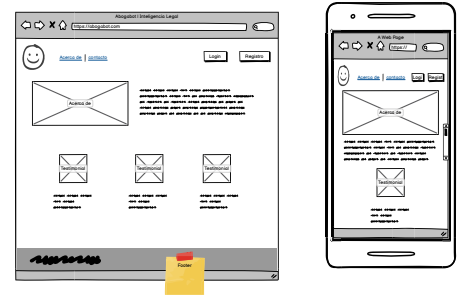 Abogabot | Inteligencia Legal
https://abogabot.com
Acerca de | contacto
Login
Registro
Acerca de
Testimonial
Testimonial
Testimonial
Footer
A Web Page
https://
Acerca de | contacto
Login
Regist
Acerca de
Testimonial